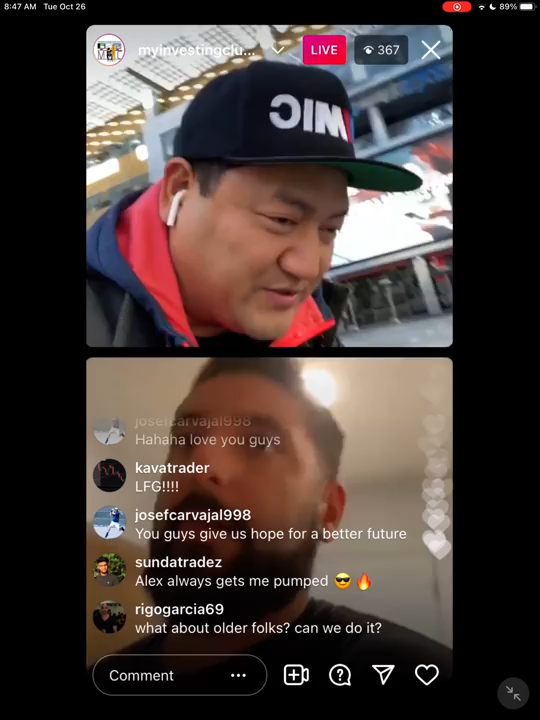 8:47 AM Tue Oct 26
89%
myinvestingclu...
LIVE
367
MIC
josefcarvajal998
Hahaha love you guys
kavatrader
LFG!!!!
josefcarvajal998
You guys give us hope for a better future
sundatradez
Alex always gets me pumped 😎🔥
rigogarcia69
what about older folks? can we do it?
Comment